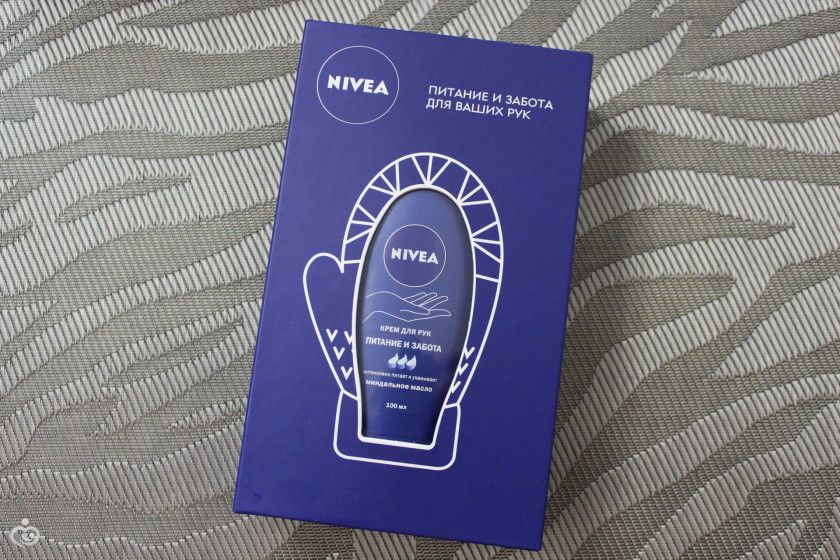 NIVEA
ПИТАНИЕ И ЗАБОТА
ДЛЯ ВАШИХ РУК
NIVEA
КРЕМ ДЛЯ РУК
ПИТАНИЕ И ЗАБОТА
интенсивно питает и ухаживает
миндальное масло
100 мл